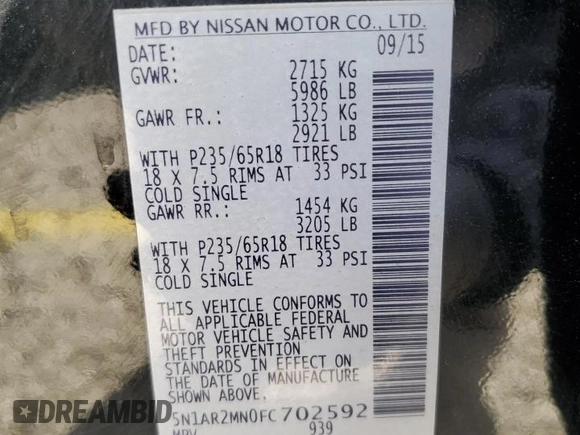 MFD BY NISSAN MOTOR CO., LTD.
DATE: 09/15
GVWR: 2715 KG
5986 LB
GAWR FR.: 1325 KG
2921 LB
WITH P235/65R18 TIRES
18 X 7.5 RIMS AT 33 PSI
COLD SINGLE
GAWR RR.: 1454 KG
3205 LB
WITH P235/65R18 TIRES
18 X 7.5 RIMS AT 33 PSI
COLD SINGLE
THIS VEHICLE CONFORMS TO
ALL APPLICABLE FEDERAL
MOTOR VEHICLE SAFETY AND
THEFT PREVENTION
STANDARDS IN EFFECT ON
THE DATE OF MANUFACTURE
SHOWN ABOVE.
5N1AR2MN0FC702592
MPV 939
BIDHISTORY